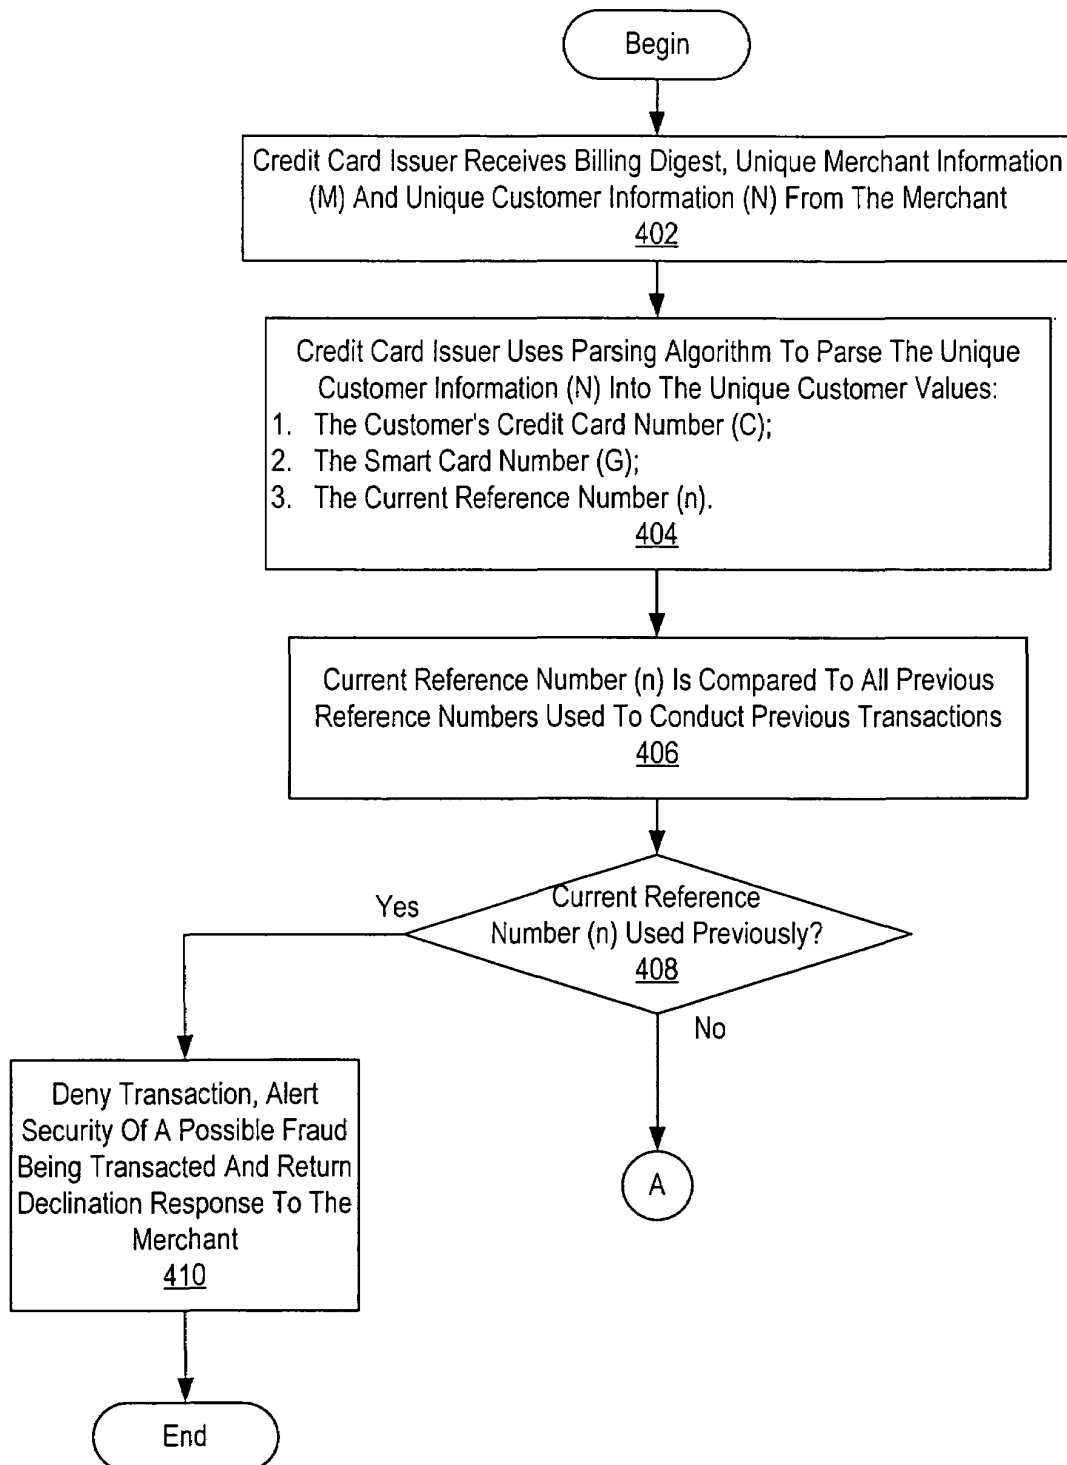 Begin
Credit Card Issuer Receives Billing Digest, Unique Merchant Information
(M) And Unique Customer Information (N) From The Merchant
402
Credit Card Issuer Uses Parsing Algorithm To Parse The Unique
Customer Information (N) Into The Unique Customer Values:
1. The Customer's Credit Card Number (C);
2. The Smart Card Number (G);
3. The Current Reference Number (n).
404
Current Reference Number (n) Is Compared To All Previous
Reference Numbers Used To Conduct Previous Transactions
406
Current Reference
Number (n) Used Previously?
408
Yes
No
Deny Transaction, Alert
Security Of A Possible Fraud
Being Transacted And Return
Declination Response To The
Merchant
410
A
End